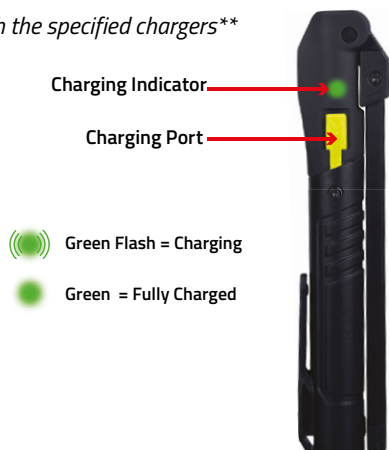 n the specified chargers**
Charging Indicator
Charging Port
Green Flash = Charging
Green = Fully Charged